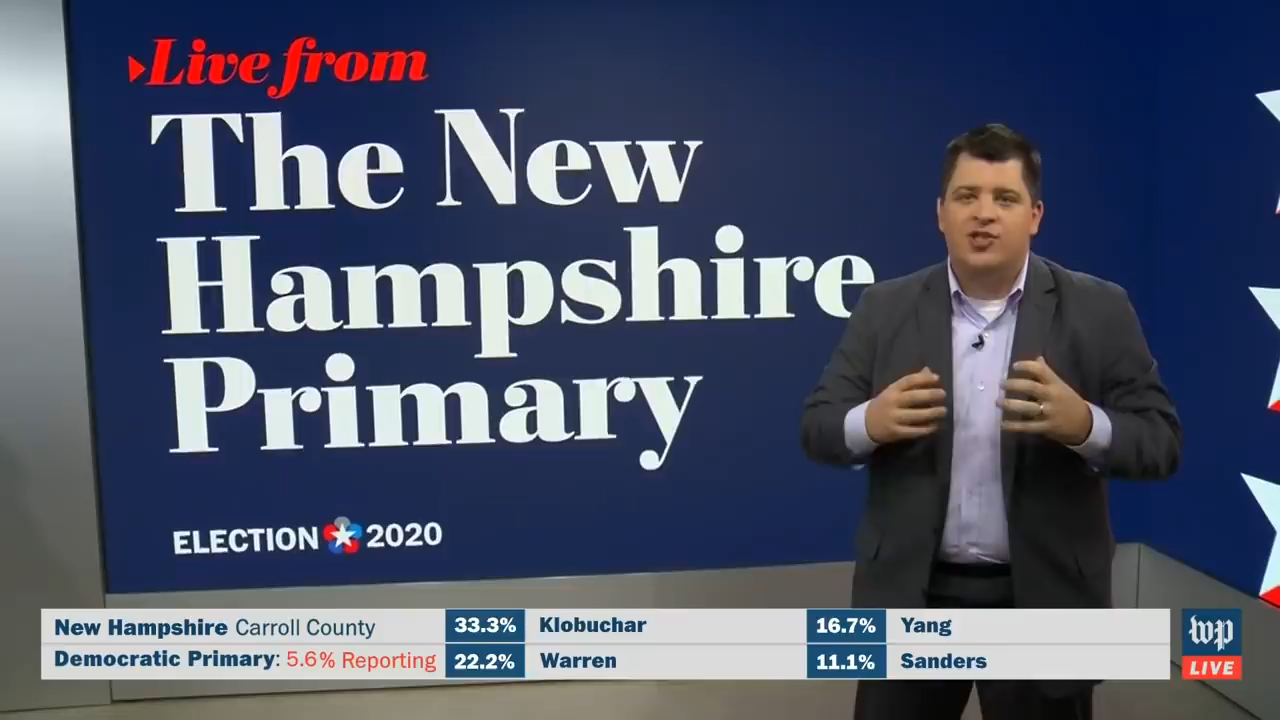 Live from
The New
Hampshire
Primary
ELECTION 2020
New Hampshire Carroll County
Democratic Primary: 5.6% Reporting
33.3% Klobuchar
22.2% Warren
16.7% Yang
11.1% Sanders
wp
LIVE